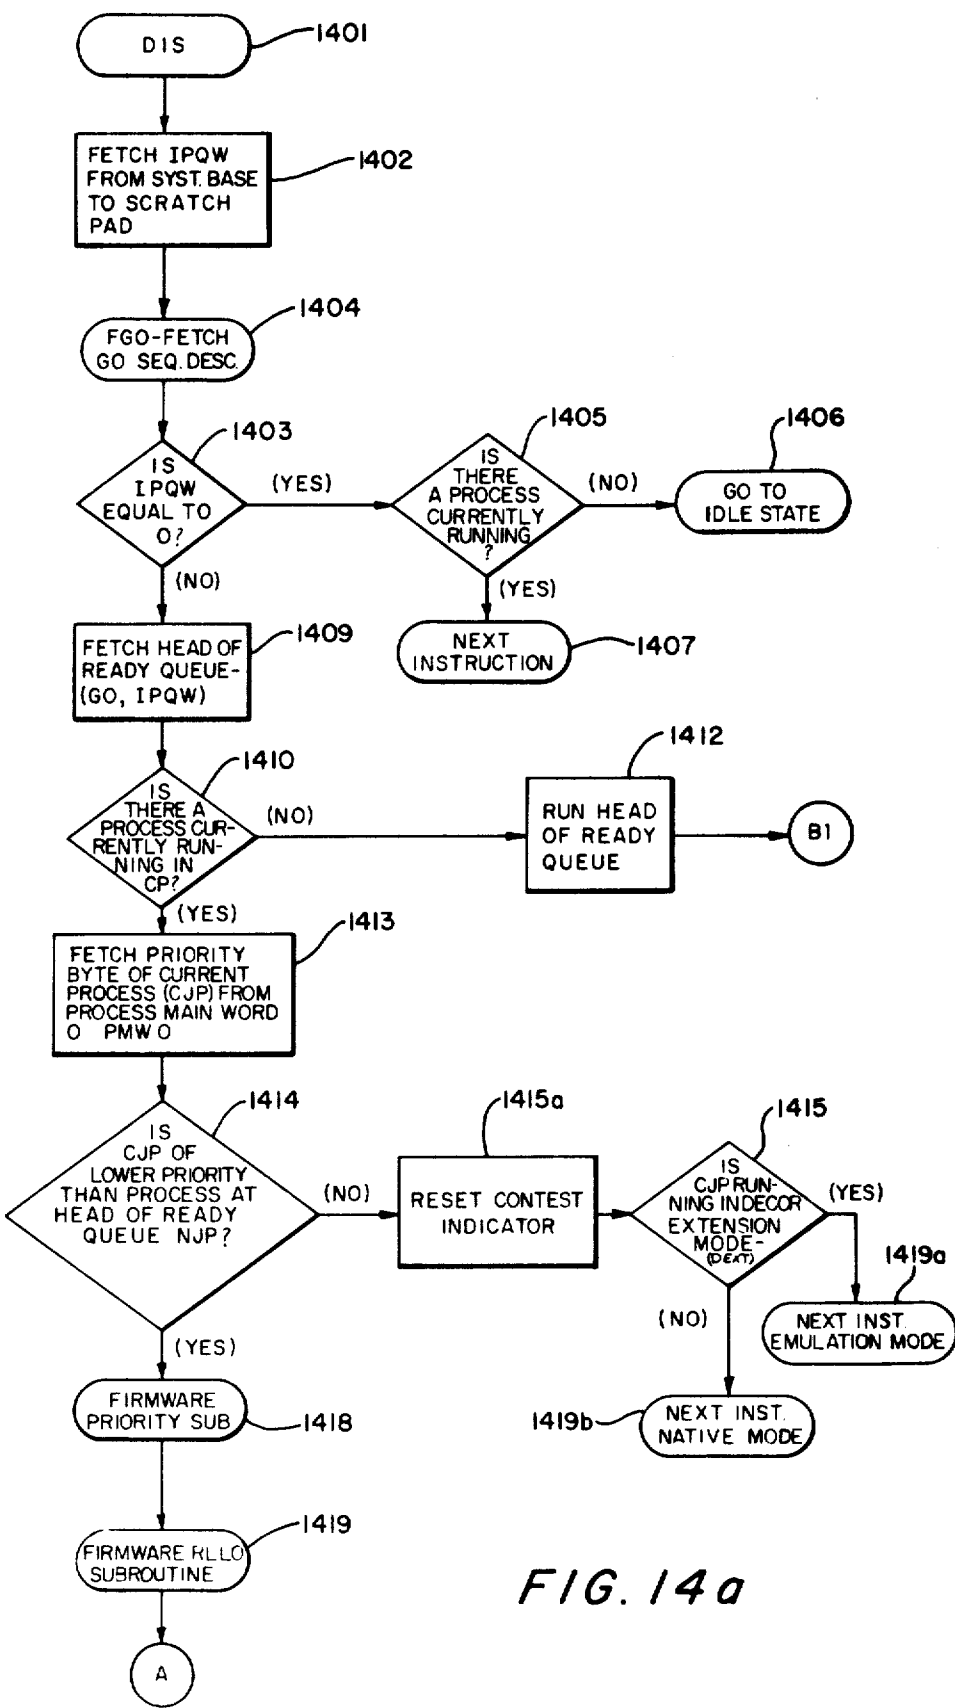 DIS
1401
FETCH IPQW
FROM SYST. BASE
TO SCRATCH
PAD
1402
FGO-FETCH
GO SEQ. DESC.
1404
IS
IPQW
EQUAL TO
O?
1403
(YES)
(NO)
IS
THERE
A PROCESS
CURRENTLY
RUNNING
?
1405
(NO)
(YES)
GO TO
IDLE STATE
1406
NEXT
INSTRUCTION
1407
FETCH HEAD OF
READY QUEUE-
(GO, IPQW)
1409
IS
THERE A
PROCESS CUR-
RENTLY RUN-
NING IN
CP?
1410
(NO)
(YES)
RUN HEAD
OF READY
QUEUE
1412
B1
FETCH PRIORITY
BYTE OF CURRENT
PROCESS (CJP) FROM
PROCESS MAIN WORD
O PMW O
1413
IS
CJP OF
LOWER PRIORITY
THAN PROCESS AT
HEAD OF READY
QUEUE NJP?
1414
(NO)
(YES)
RESET CONTEST
INDICATOR
1415a
IS
CJP RUN-
NING IN DECOR
EXTENSION
MODE-
(DEXT)
1415
(YES)
(NO)
NEXT INST.
EMULATION MODE
1419a
NEXT INST.
NATIVE MODE
1419b
FIRMWARE
PRIORITY SUB
1418
FIRMWARE RLLO
SUBROUTINE
1419
A
FIG. 14a